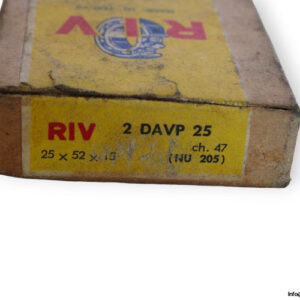 RIV
RIV 2 DAVP 25
25 x 52 x 15 ch. 47
(NU 205)